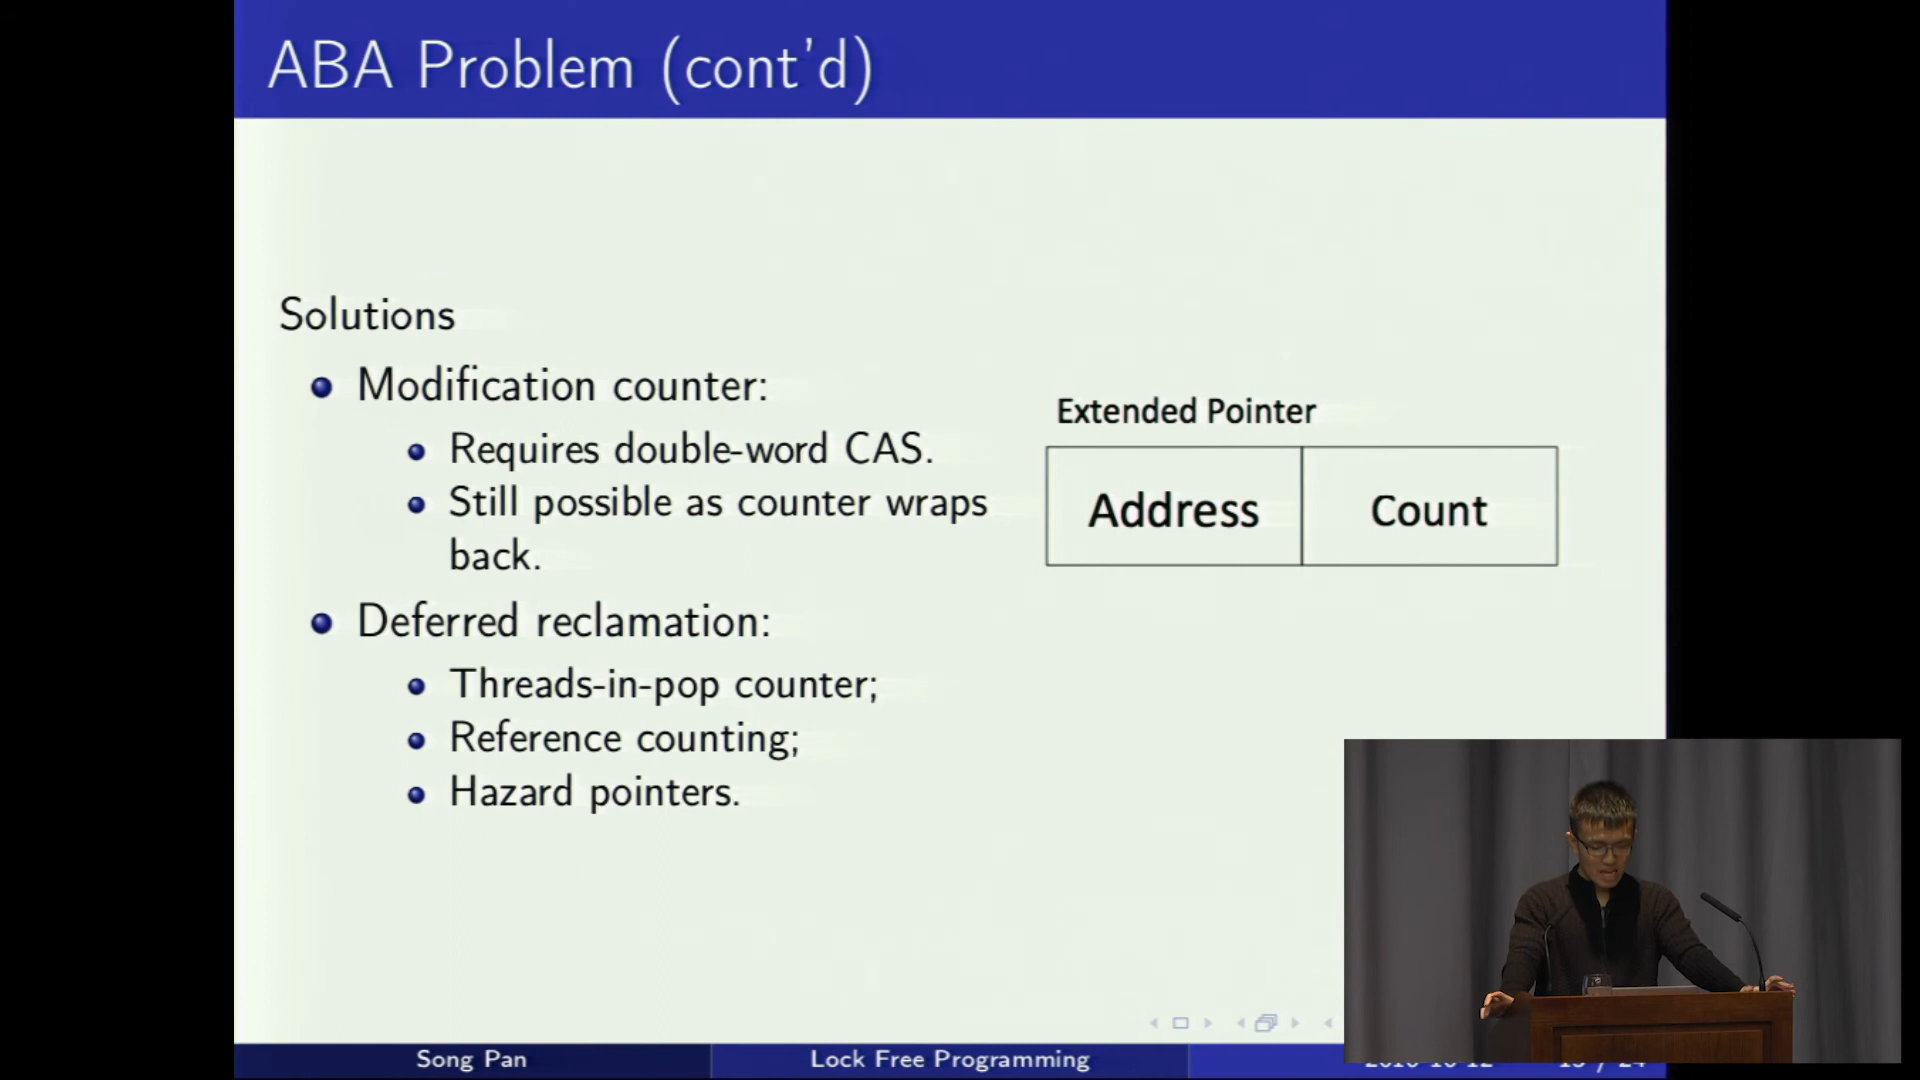 ABA Problem (cont'd)
Solutions
Modification counter:
Requires double-word CAS.
Still possible as counter wraps
back.
Deferred reclamation:
Threads-in-pop counter;
Reference counting;
Hazard pointers.
Extended Pointer
Address
Count
Song Pan
Lock Free Programming